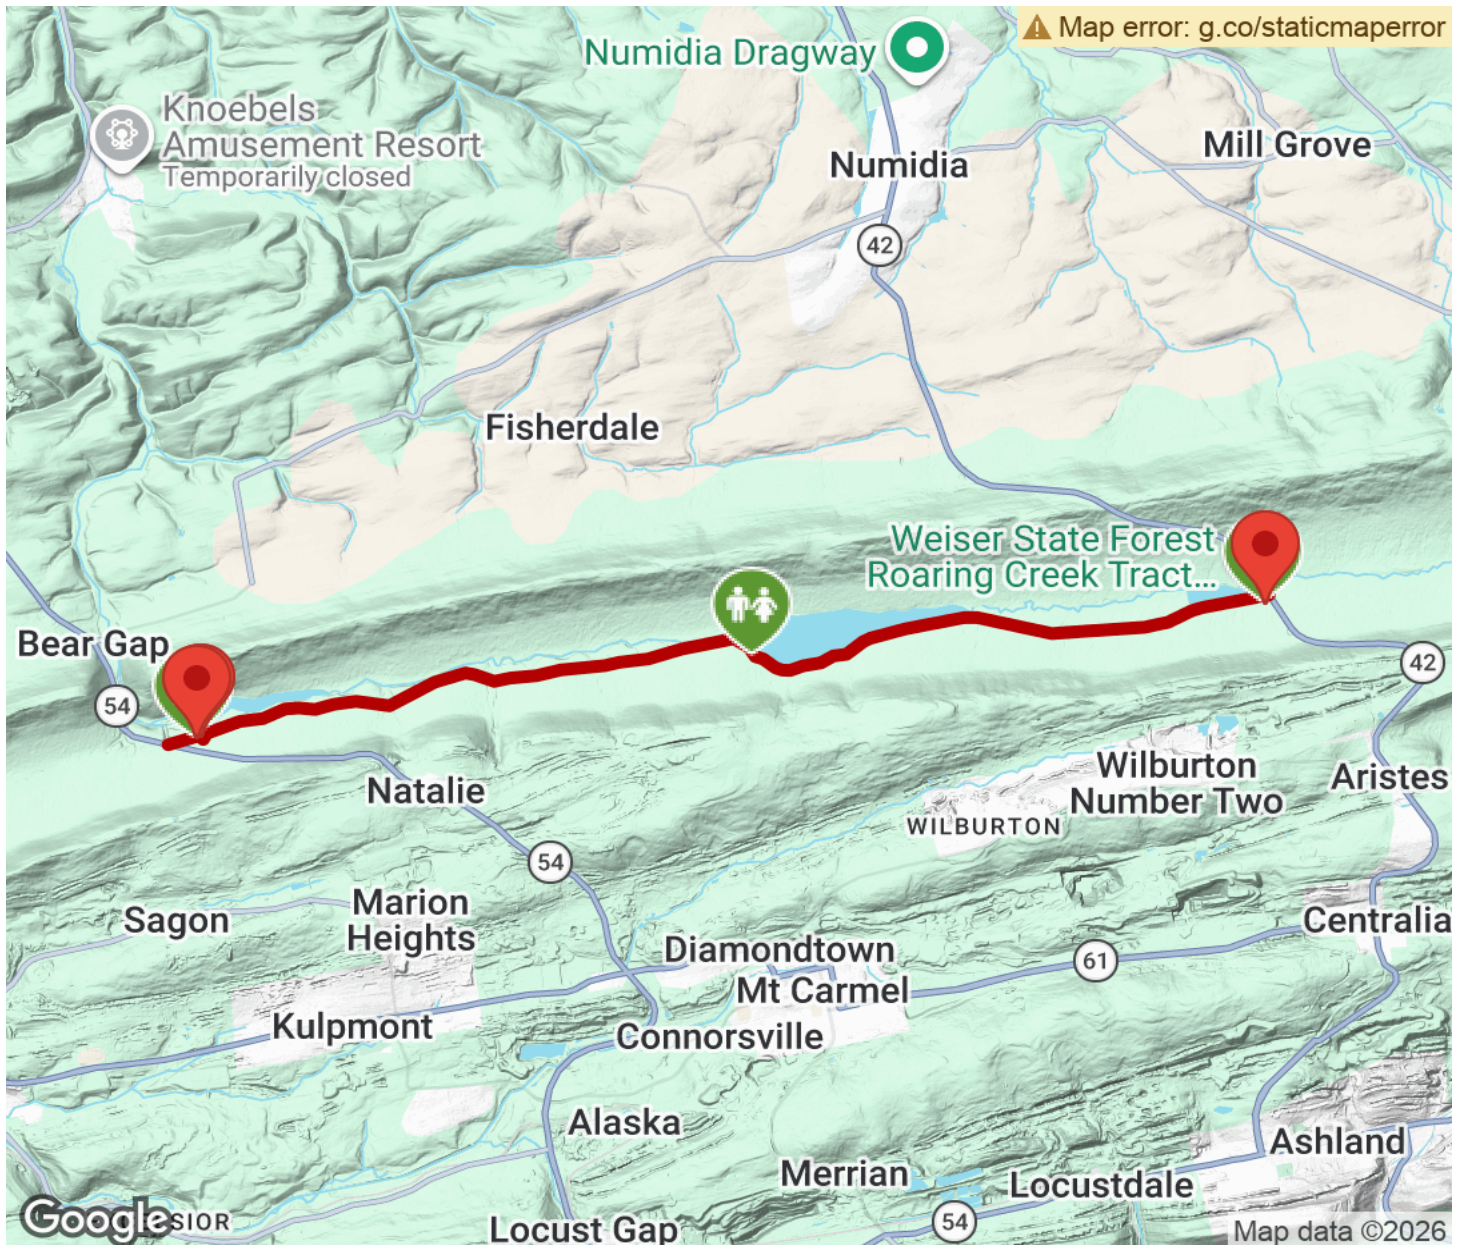 Map error: g.co/staticmaperror
Numidia Dragway
Knoebels
Amusement Resort
Temporarily closed
Mill Grove
Numidia
42
Fisherdale
Weiser State Forest
Roaring Creek Tract...
Bear Gap
42
54
Natalie
Wilburton
Number Two
Aristes
WILBURTON
54
Marion
Heights
Sagon
Centralia
Diamondtown
61
Mt Carmel
Kulpmont
Connorsville
Alaska
Ashland
Merrian
Locustdale
Google
SIOR
54
Locust Gap
Map data ©2026